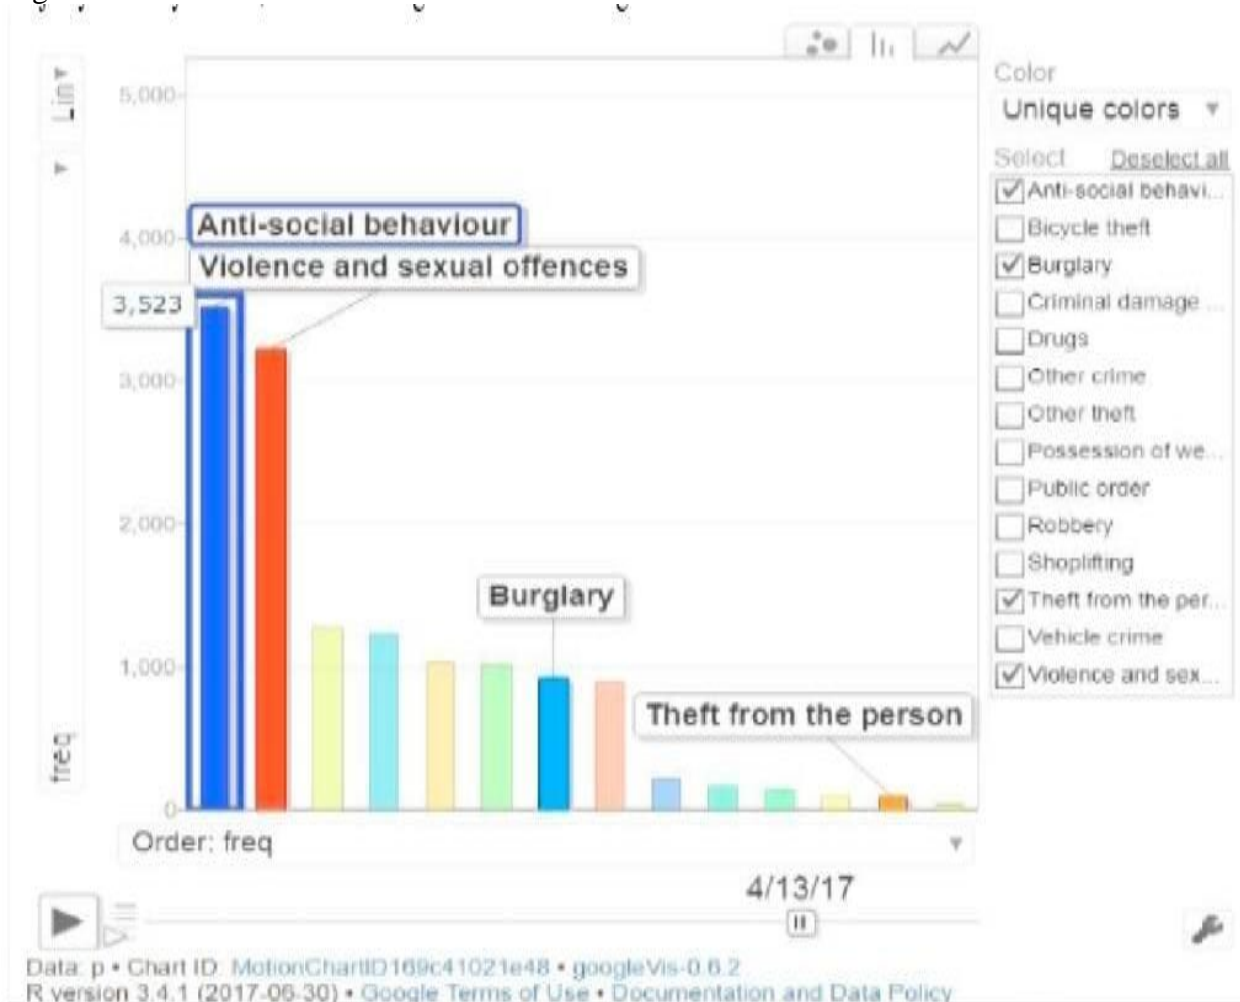 5,000
Lin
4,000
Anti-social behaviour
Violence and sexual offences
3,523
3,000
2,000
Burglary
1,000
Theft from the person
freq
0
Order: freq
4/13/17
Color
Unique colors
Select Deselect all
Anti-social behavi...
Bicycle theft
Burglary
Criminal damage ...
Drugs
Other crime
Other theft
Possession of we...
Public order
Robbery
Shoplifting
Theft from the per...
Vehicle crime
Violence and sex...
Data: p • Chart ID: MotionChartID169c41021e48 • googleVis-0.6.2
R version 3.4.1 (2017-06-30) • Google Terms of Use • Documentation and Data Policy